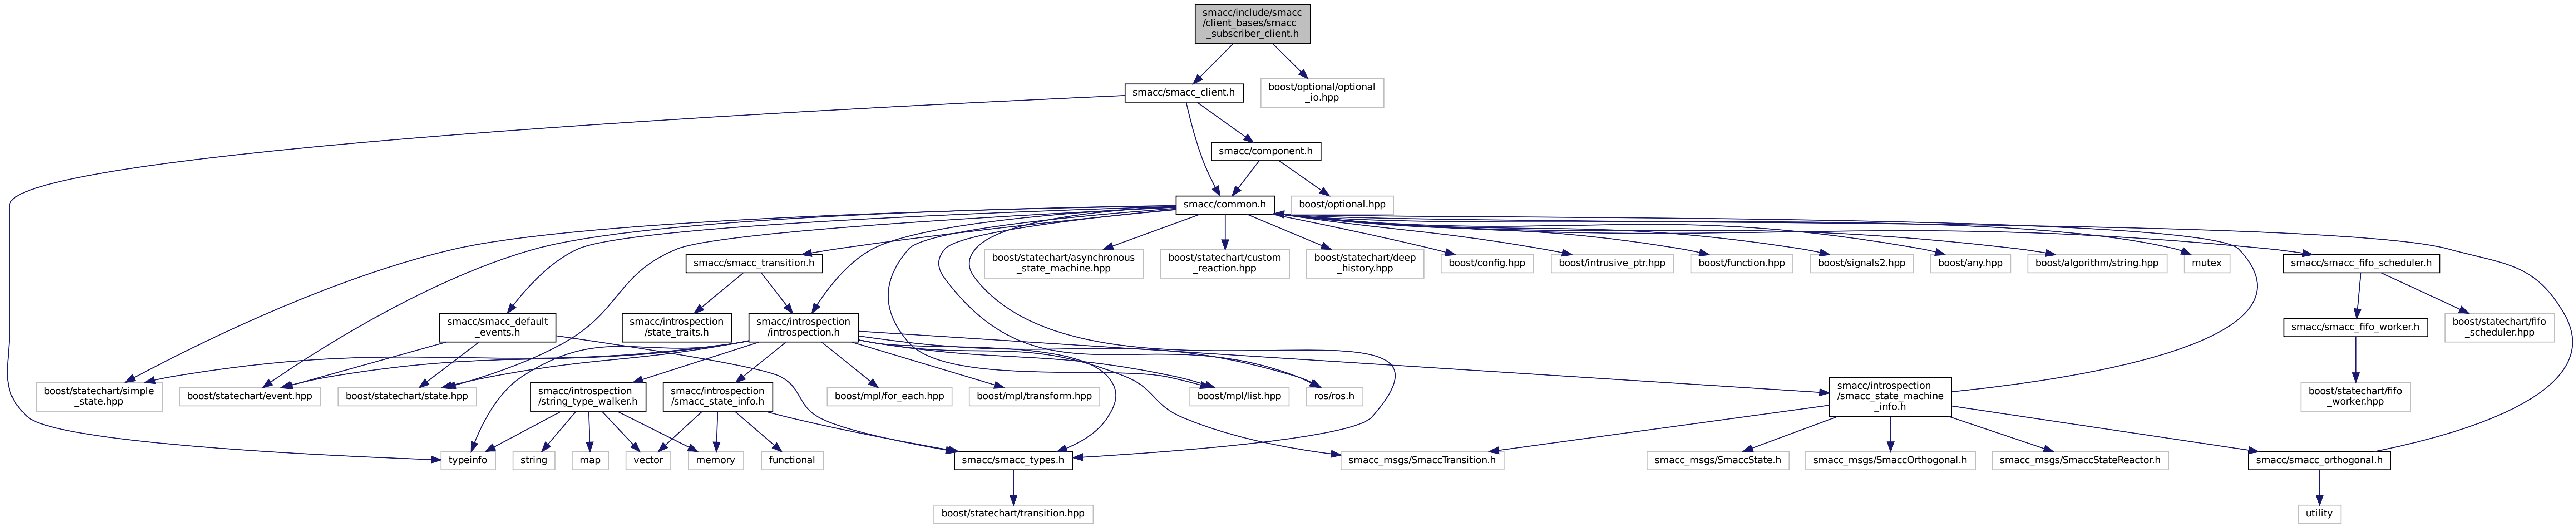 smacc/include/smacc
/client_bases/smacc
_subscriber_client.h
smacc/smacc_client.h
boost/optional/optional
_io.hpp
smacc/component.h
smacc/common.h
boost/optional.hpp
smacc/smacc_transition.h
boost/statechart/asynchronous
_state_machine.hpp
boost/statechart/custom
_reaction.hpp
boost/statechart/deep
_history.hpp
boost/config.hpp
boost/intrusive_ptr.hpp
boost/function.hpp
boost/signals2.hpp
boost/any.hpp
boost/algorithm/string.hpp
mutex
smacc/smacc_fifo_scheduler.h
smacc/smacc_default
_events.h
smacc/introspection
/state_traits.h
smacc/introspection
/introspection.h
smacc/smacc_fifo_worker.h
boost/statechart/fifo
_scheduler.hpp
boost/statechart/simple
_state.hpp
boost/statechart/event.hpp
boost/statechart/state.hpp
smacc/introspection
/string_type_walker.h
smacc/introspection
/smacc_state_info.h
boost/mpl/for_each.hpp
boost/mpl/transform.hpp
boost/mpl/list.hpp
ros/ros.h
smacc/introspection
/smacc_state_machine
_info.h
boost/statechart/fifo
_worker.hpp
typeinfo
string
map
vector
memory
functional
smacc/smacc_types.h
smacc_msgs/SmaccTransition.h
smacc_msgs/SmaccState.h
smacc_msgs/SmaccOrthogonal.h
smacc_msgs/SmaccStateReactor.h
smacc/smacc_orthogonal.h
boost/statechart/transition.hpp
utility